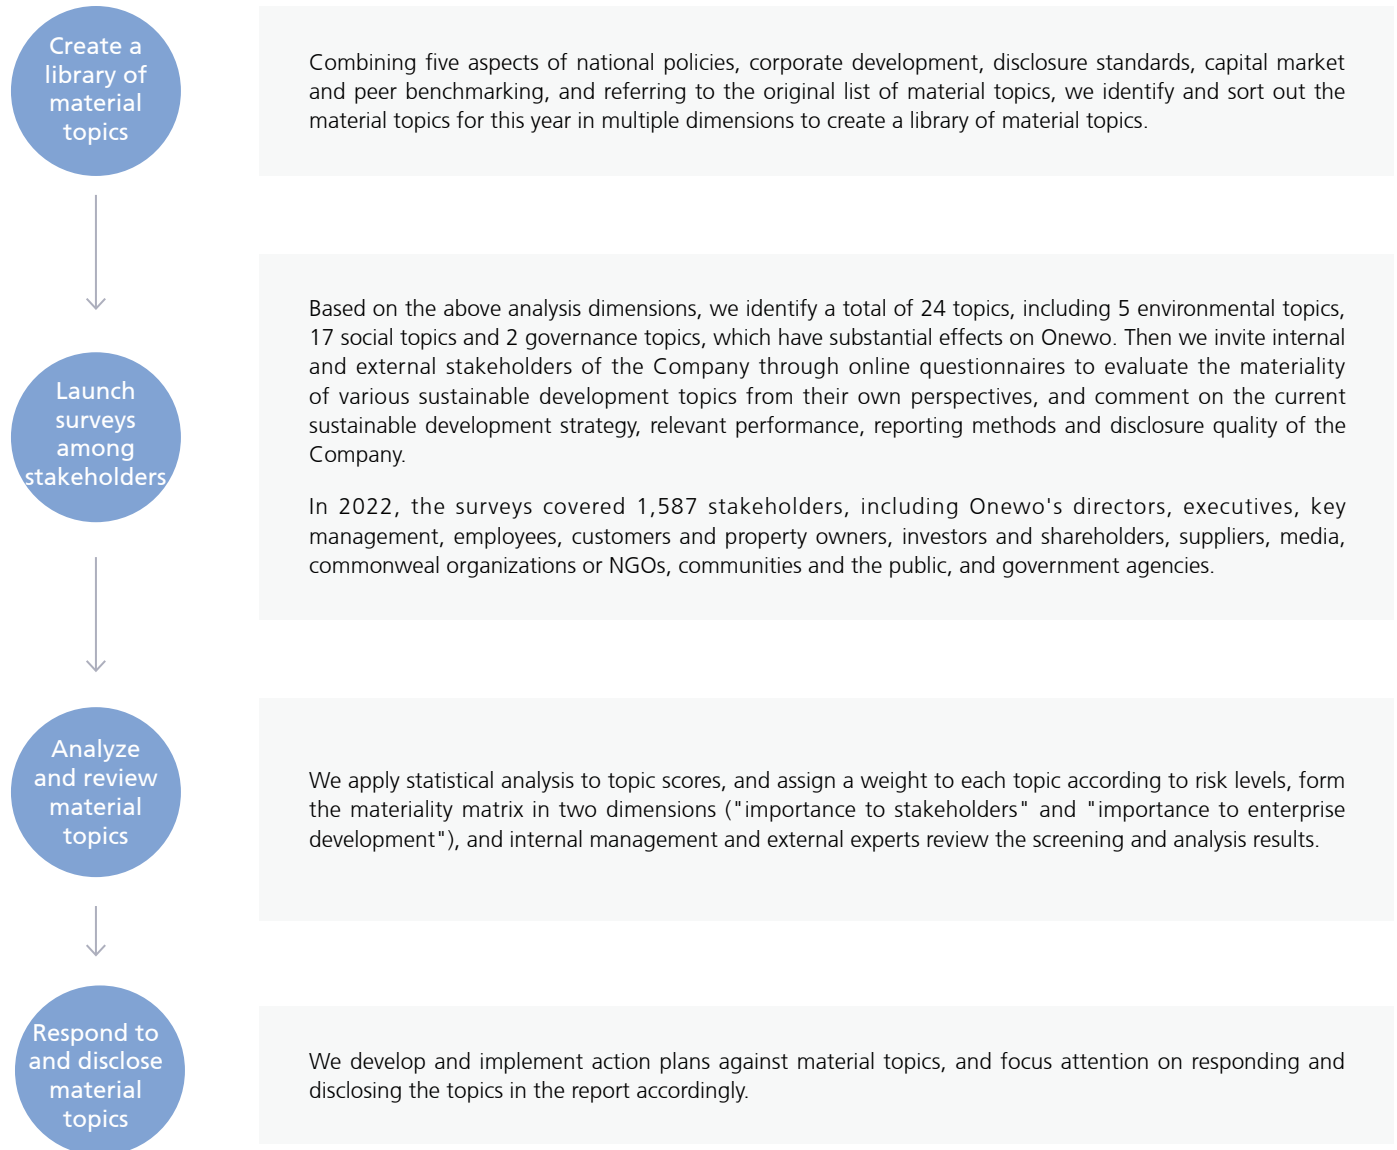 Create a
library of
material
topics
Combining five aspects of national policies, corporate development, disclosure standards, capital market
and peer benchmarking, and referring to the original list of material topics, we identify and sort out the
material topics for this year in multiple dimensions to create a library of material topics.
Launch
surveys
among
stakeholders
Based on the above analysis dimensions, we identify a total of 24 topics, including 5 environmental topics,
17 social topics and 2 governance topics, which have substantial effects on Onewo. Then we invite internal
and external stakeholders of the Company through online questionnaires to evaluate the materiality
of various sustainable development topics from their own perspectives, and comment on the current
sustainable development strategy, relevant performance, reporting methods and disclosure quality of the
Company.
In 2022, the surveys covered 1,587 stakeholders, including Onewo's directors, executives, key
management, employees, customers and property owners, investors and shareholders, suppliers, media,
commonweal organizations or NGOs, communities and the public, and government agencies.
Analyze
and review
material
topics
We apply statistical analysis to topic scores, and assign a weight to each topic according to risk levels, form
the materiality matrix in two dimensions ("importance to stakeholders" and "importance to enterprise
development"), and internal management and external experts review the screening and analysis results.
Respond to
and disclose
material
topics
We develop and implement action plans against material topics, and focus attention on responding and
disclosing the topics in the report accordingly.